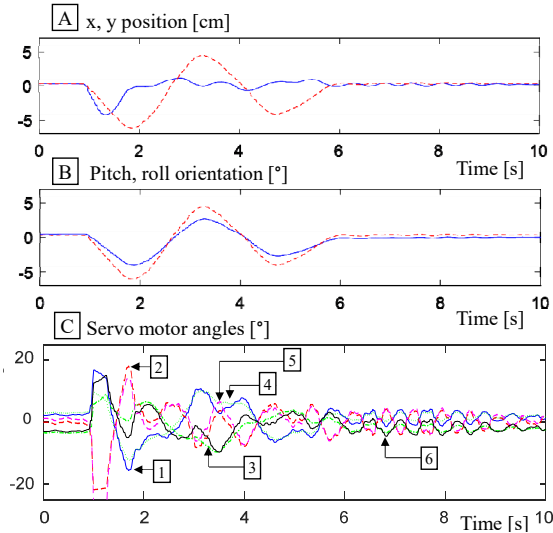 A x, y position [cm]
5
0
-5
0 2 4 6 8 10
Time [s]
B Pitch, roll orientation [°]
5
0
-5
0 2 4 6 8 10
Time [s]
C Servo motor angles [°]
20
0
-20
2
5
4
1
3
6
0 2 4 6 8 10
Time [s]